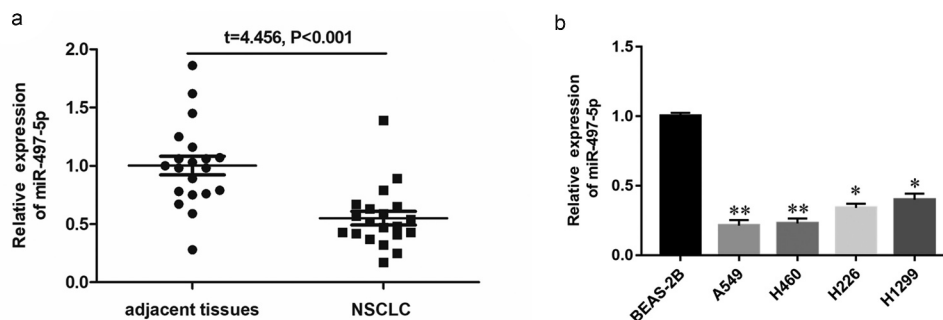 a
t=4.456, P<0.001
Relative expression
of miR-497-5p
2.0
1.5
1.0
0.5
0.0
adjacent tissues
NSCLC
b
Relative expression
of miR-497-5p
1.5
1.0
0.5
0.0
**
**
*
*
BEAS-2B
A549
H460
H226
H1299